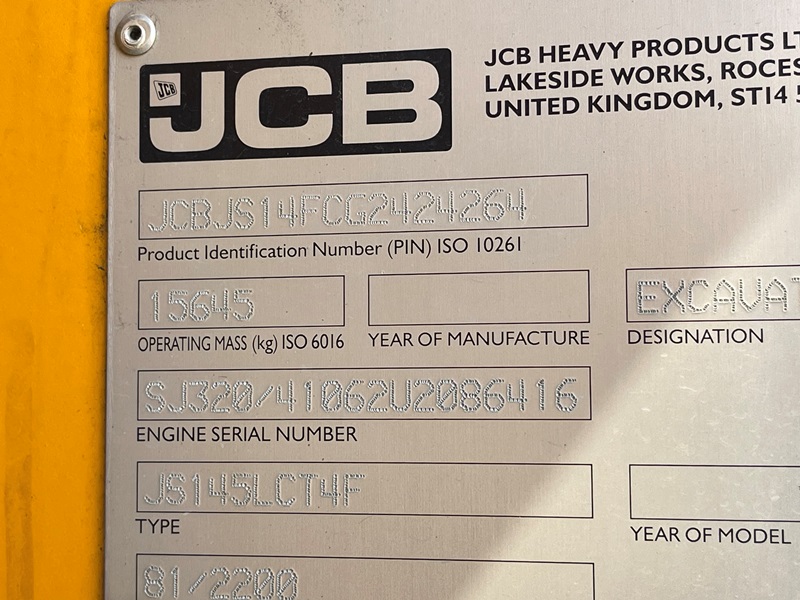 JCB
JCB
JCB HEAVY PRODUCTS LT
LAKESIDE WORKS, ROCES
UNITED KINGDOM, ST14 5
JCBJS14FCG2424264
Product Identification Number (PIN) ISO 10261
15645
OPERATING MASS (kg) ISO 6016
YEAR OF MANUFACTURE
EXCAVAT
DESIGNATION
SJ320/41062U2086416
ENGINE SERIAL NUMBER
JS145LCT4F
TYPE
YEAR OF MODEL
81/2200